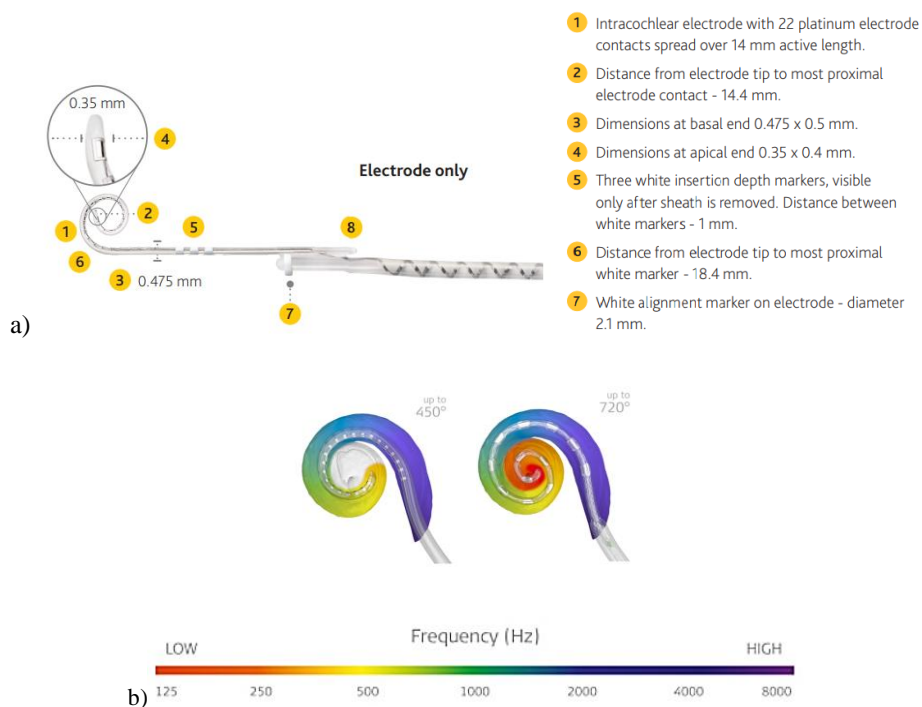 0.35 mm
4
Electrode only
2
5
8
1
6
3 0.475 mm
7
a)
1 Intracochlear electrode with 22 platinum electrode
contacts spread over 14 mm active length.
2 Distance from electrode tip to most proximal
electrode contact - 14.4 mm.
3 Dimensions at basal end 0.475 x 0.5 mm.
4 Dimensions at apical end 0.35 x 0.4 mm.
5 Three white insertion depth markers, visible
only after sheath is removed. Distance between
white markers - 1 mm.
6 Distance from electrode tip to most proximal
white marker - 18.4 mm.
7 White alignment marker on electrode - diameter
2.1 mm.
up to
450°
up to
720°
Frequency (Hz)
LOW HIGH
125 250 500 1000 2000 4000 8000
b)